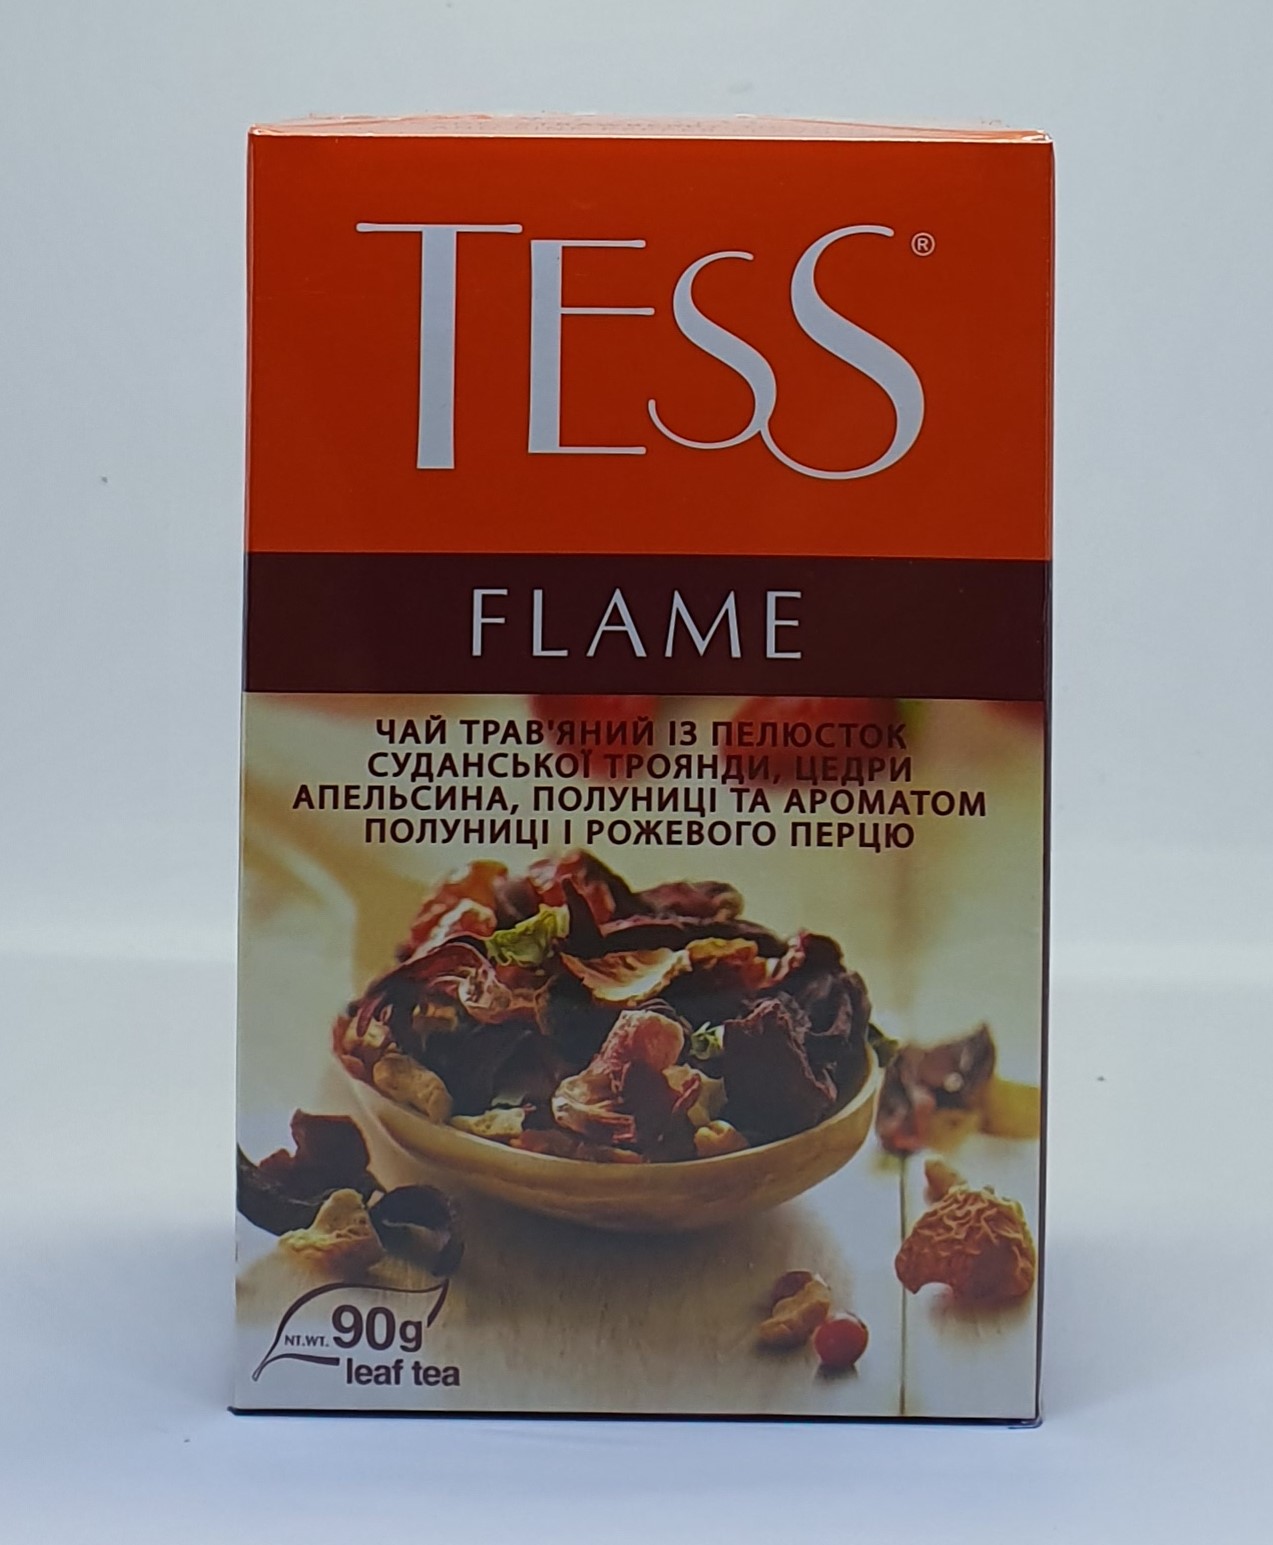 TESS®
FLAME
ЧАЙ ТРАВ'ЯНИЙ ІЗ ПЕЛЮСТОК
СУДАНСЬКОЇ ТРОЯНДИ, ЦЕДРИ
АПЕЛЬСИНА, ПОЛУНИЦІ ТА АРОМАТОМ
ПОЛУНИЦІ І РОЖЕВОГО ПЕРЦЮ
NT.WT. 90g
leaf tea